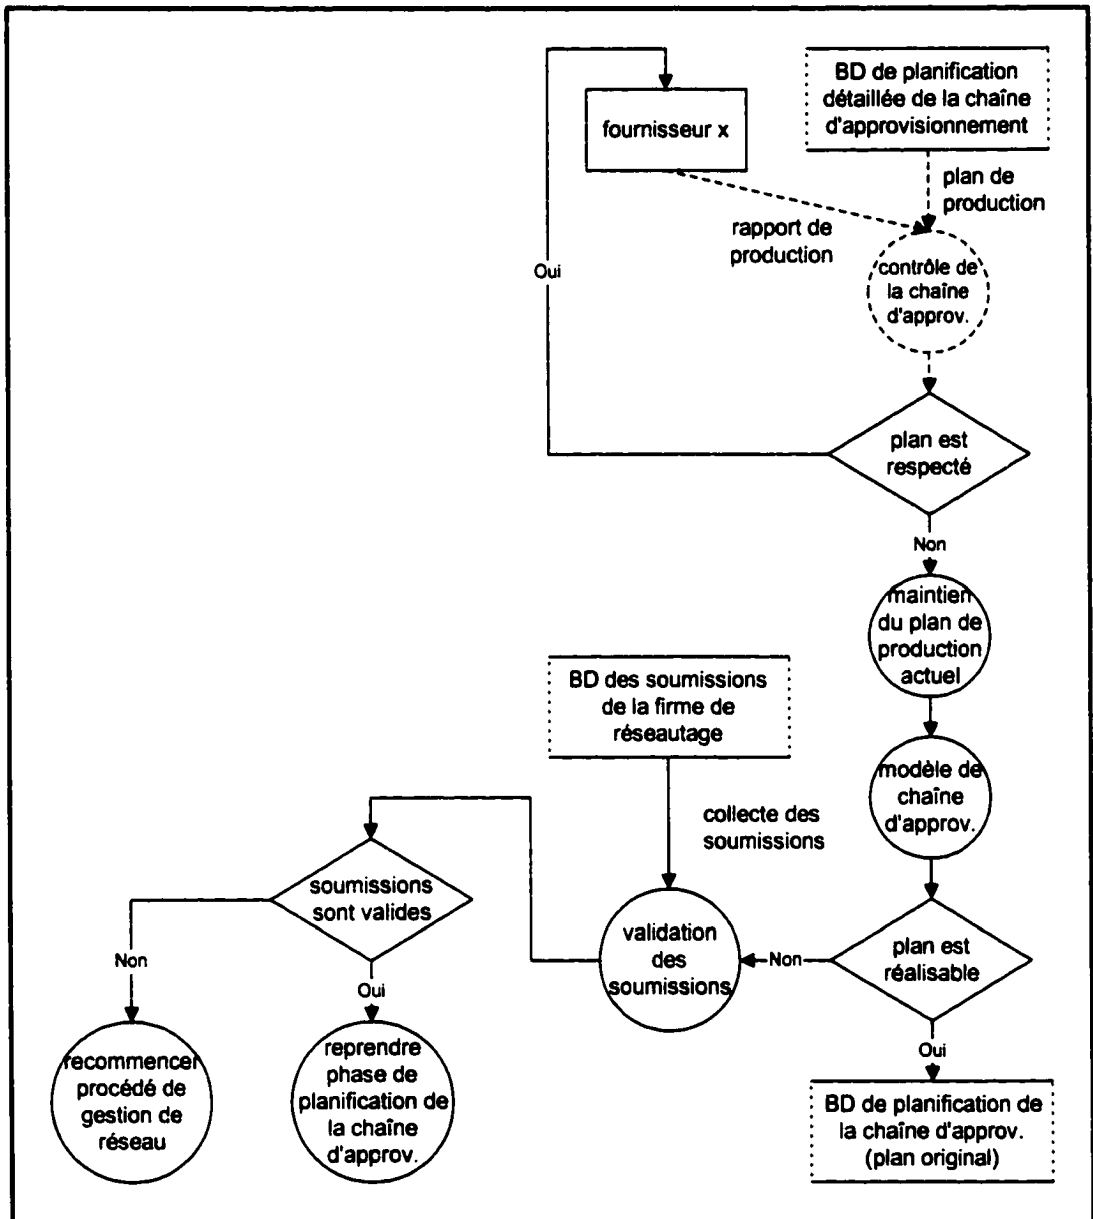 BD de planification
détaillée de la chaîne
d'approvisionnement
fournisseur x
plan de
production
rapport de
production
contrôle de
la chaîne
d'approv.
Oui
plan est
respecté
Non
maintien
du plan de
production
actuel
BD des soumissions
de la firme de
réseautage
modèle de
chaîne
d'approv.
collecte des
soumissions
soumissions
sont valides
validation
des
soumissions
Non
plan est
réalisable
Non
Oui
Oui
recommencer
procédé de
gestion de
réseau
reprendre
phase de
planification de
la chaîne
d'approv.
BD de planification de
la chaîne d'approv.
(plan original)